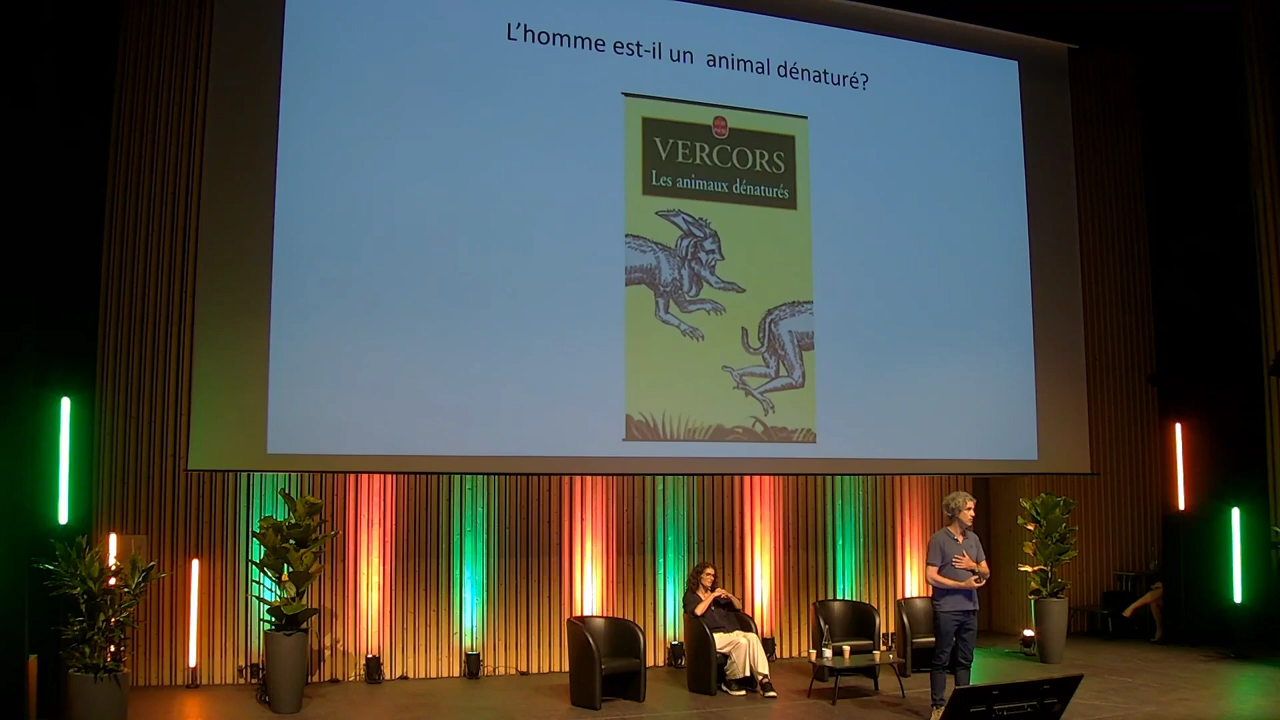 L'homme est-il un animal dénaturé?
VERCORS
Les animaux dénaturés